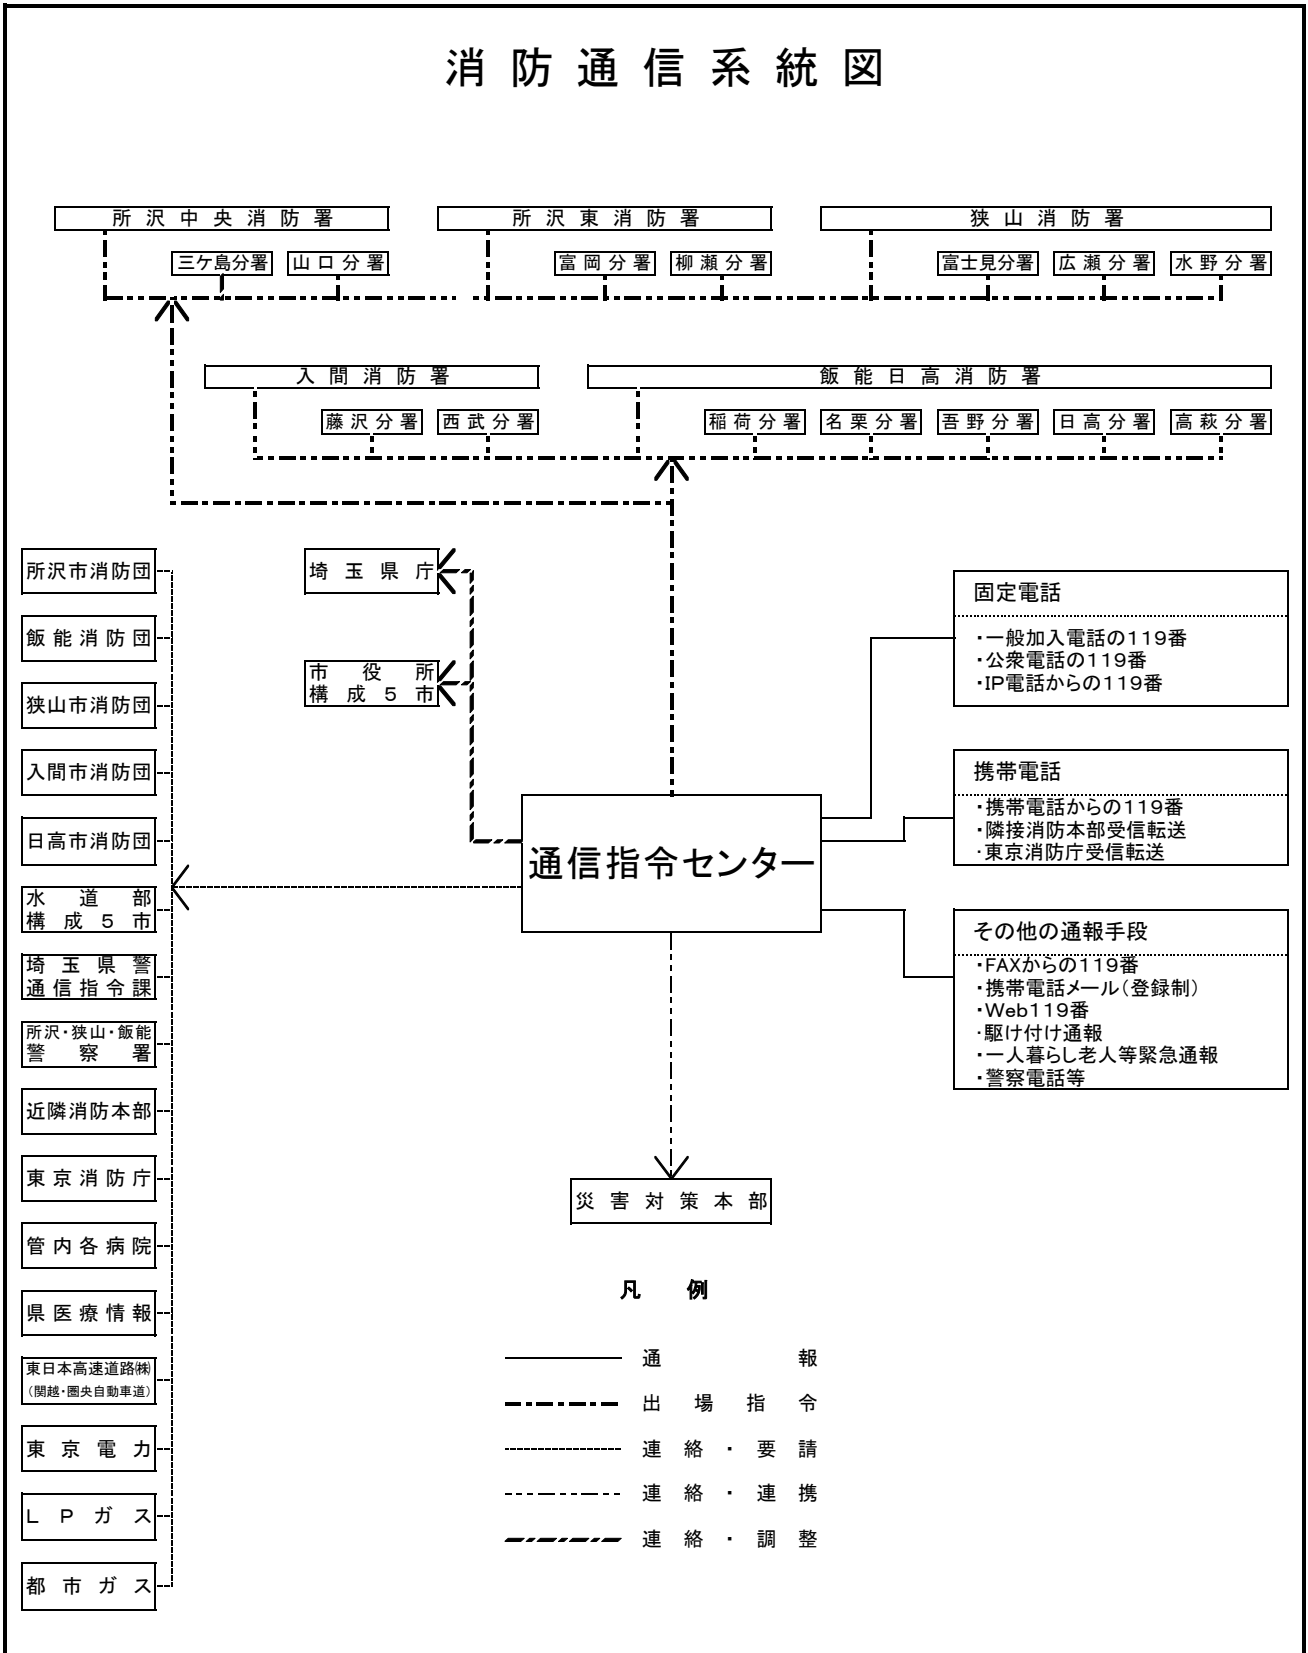 消防通信系統図
所沢中央消防署
所沢東消防署
狭山消防署
三ケ島分署
山口分署
富岡分署
柳瀬分署
富士見分署
広瀬分署
水野分署
入間消防署
飯能日高消防署
藤沢分署
西武分署
稲荷分署
名栗分署
吾野分署
日高分署
高萩分署
所沢市消防団
飯能消防団
狭山市消防団
入間市消防団
日高市消防団
水道部
構成5市
埼玉県警
通信指令課
所沢・狭山・飯能
警察署
近隣消防本部
東京消防庁
管内各病院
県医療情報
東日本高速道路㈱
（関越・圏央自動車道）
東京電力
LPガス
都市ガス
埼玉県庁
市役所
構成5市
通信指令センター
固定電話
・一般加入電話の119番
・公衆電話の119番
・IP電話からの119番
携帯電話
・携帯電話からの119番
・隣接消防本部受信転送
・東京消防庁受信転送
その他の通報手段
・FAXからの119番
・携帯電話メール（登録制）
・Web119番
・駆け付け通報
・一人暮らし老人等緊急通報
・警察電話等
災害対策本部
凡例
通報
出場指令
連絡・要請
連絡・連携
連絡・調整